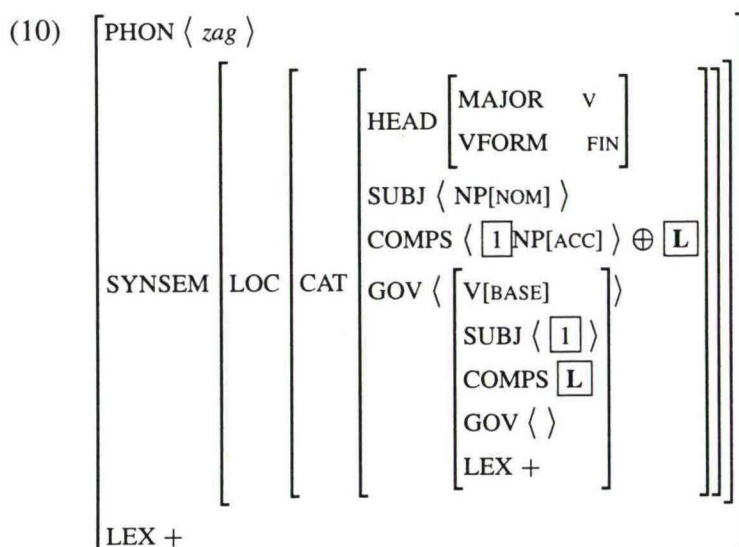 (10) PHON ⟨ zag ⟩
HEAD MAJOR V
VFORM FIN
SUBJ ⟨ NP[NOM] ⟩
COMPS ⟨ 1 NP[ACC] ⟩ ⊕ L
SYNSEM LOC CAT GOV ⟨ V[BASE] ⟩
SUBJ ⟨ 1 ⟩
COMPS L
GOV ⟨ ⟩
LEX +
LEX +